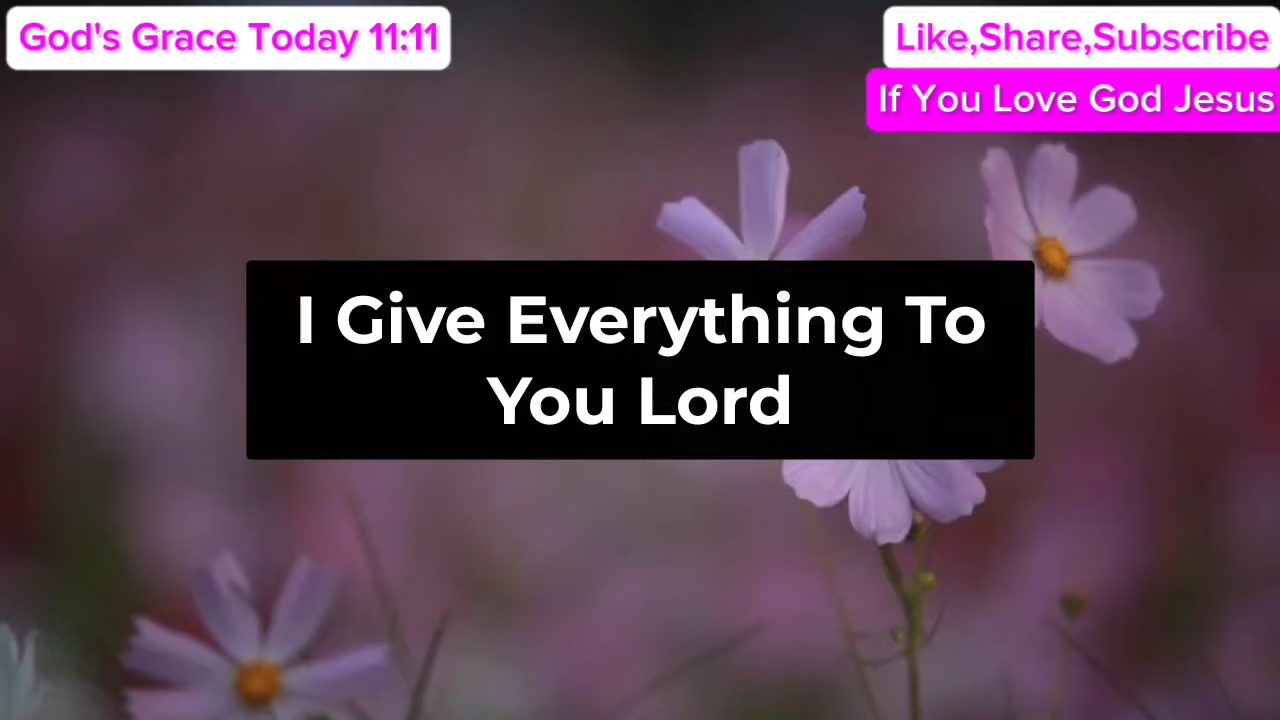 God's Grace Today 11:11
Like,Share,Subscribe
If You Love God Jesus
I Give Everything To
You Lord